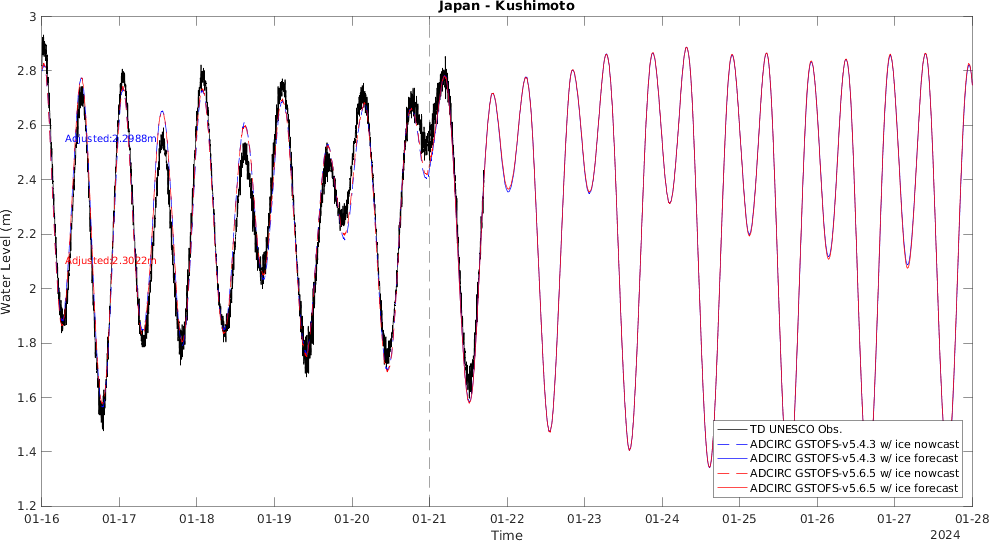 Japan - Kushimoto
3
2.8
2.6
2.4
2.2
2
1.8
1.6
1.4
1.2
Water Level (m)
Adjusted:2.2988m
Adjusted:2.3022m
TD UNESCO Obs.
ADCIRC GSTOFS-v5.4.3 w/ ice nowcast
ADCIRC GSTOFS-v5.4.3 w/ ice forecast
ADCIRC GSTOFS-v5.6.5 w/ ice nowcast
ADCIRC GSTOFS-v5.6.5 w/ ice forecast
01-16 01-17 01-18 01-19 01-20 01-21 01-22 01-23 01-24 01-25 01-26 01-27 01-28
Time
2024